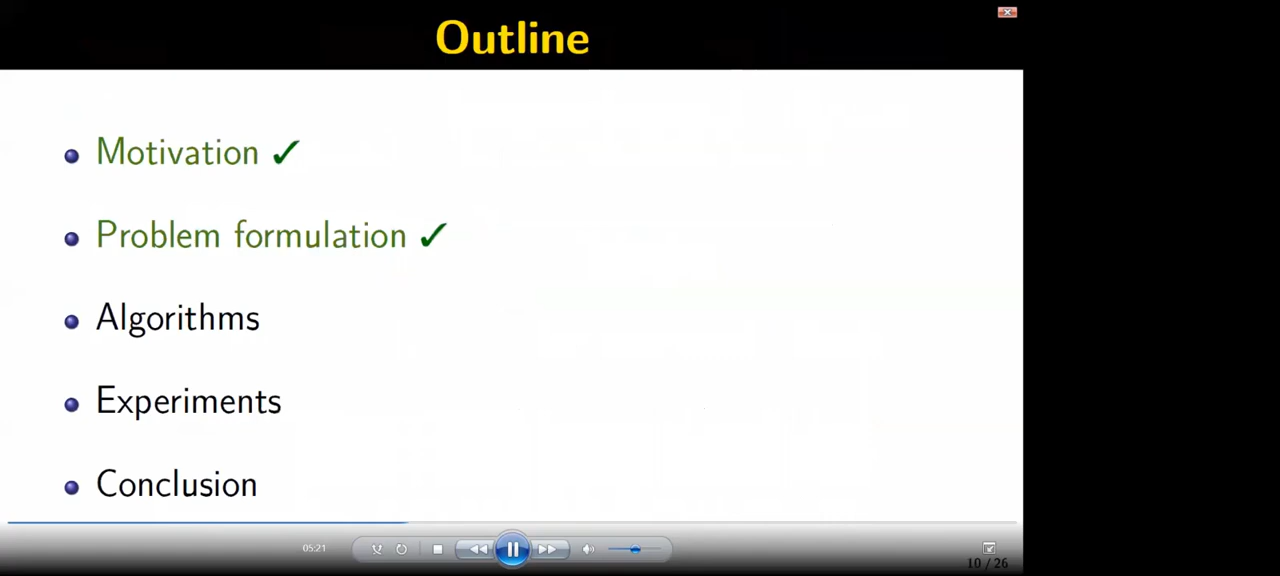 Outline
Motivation ✓
Problem formulation ✓
Algorithms
Experiments
Conclusion
05:21
10 / 26